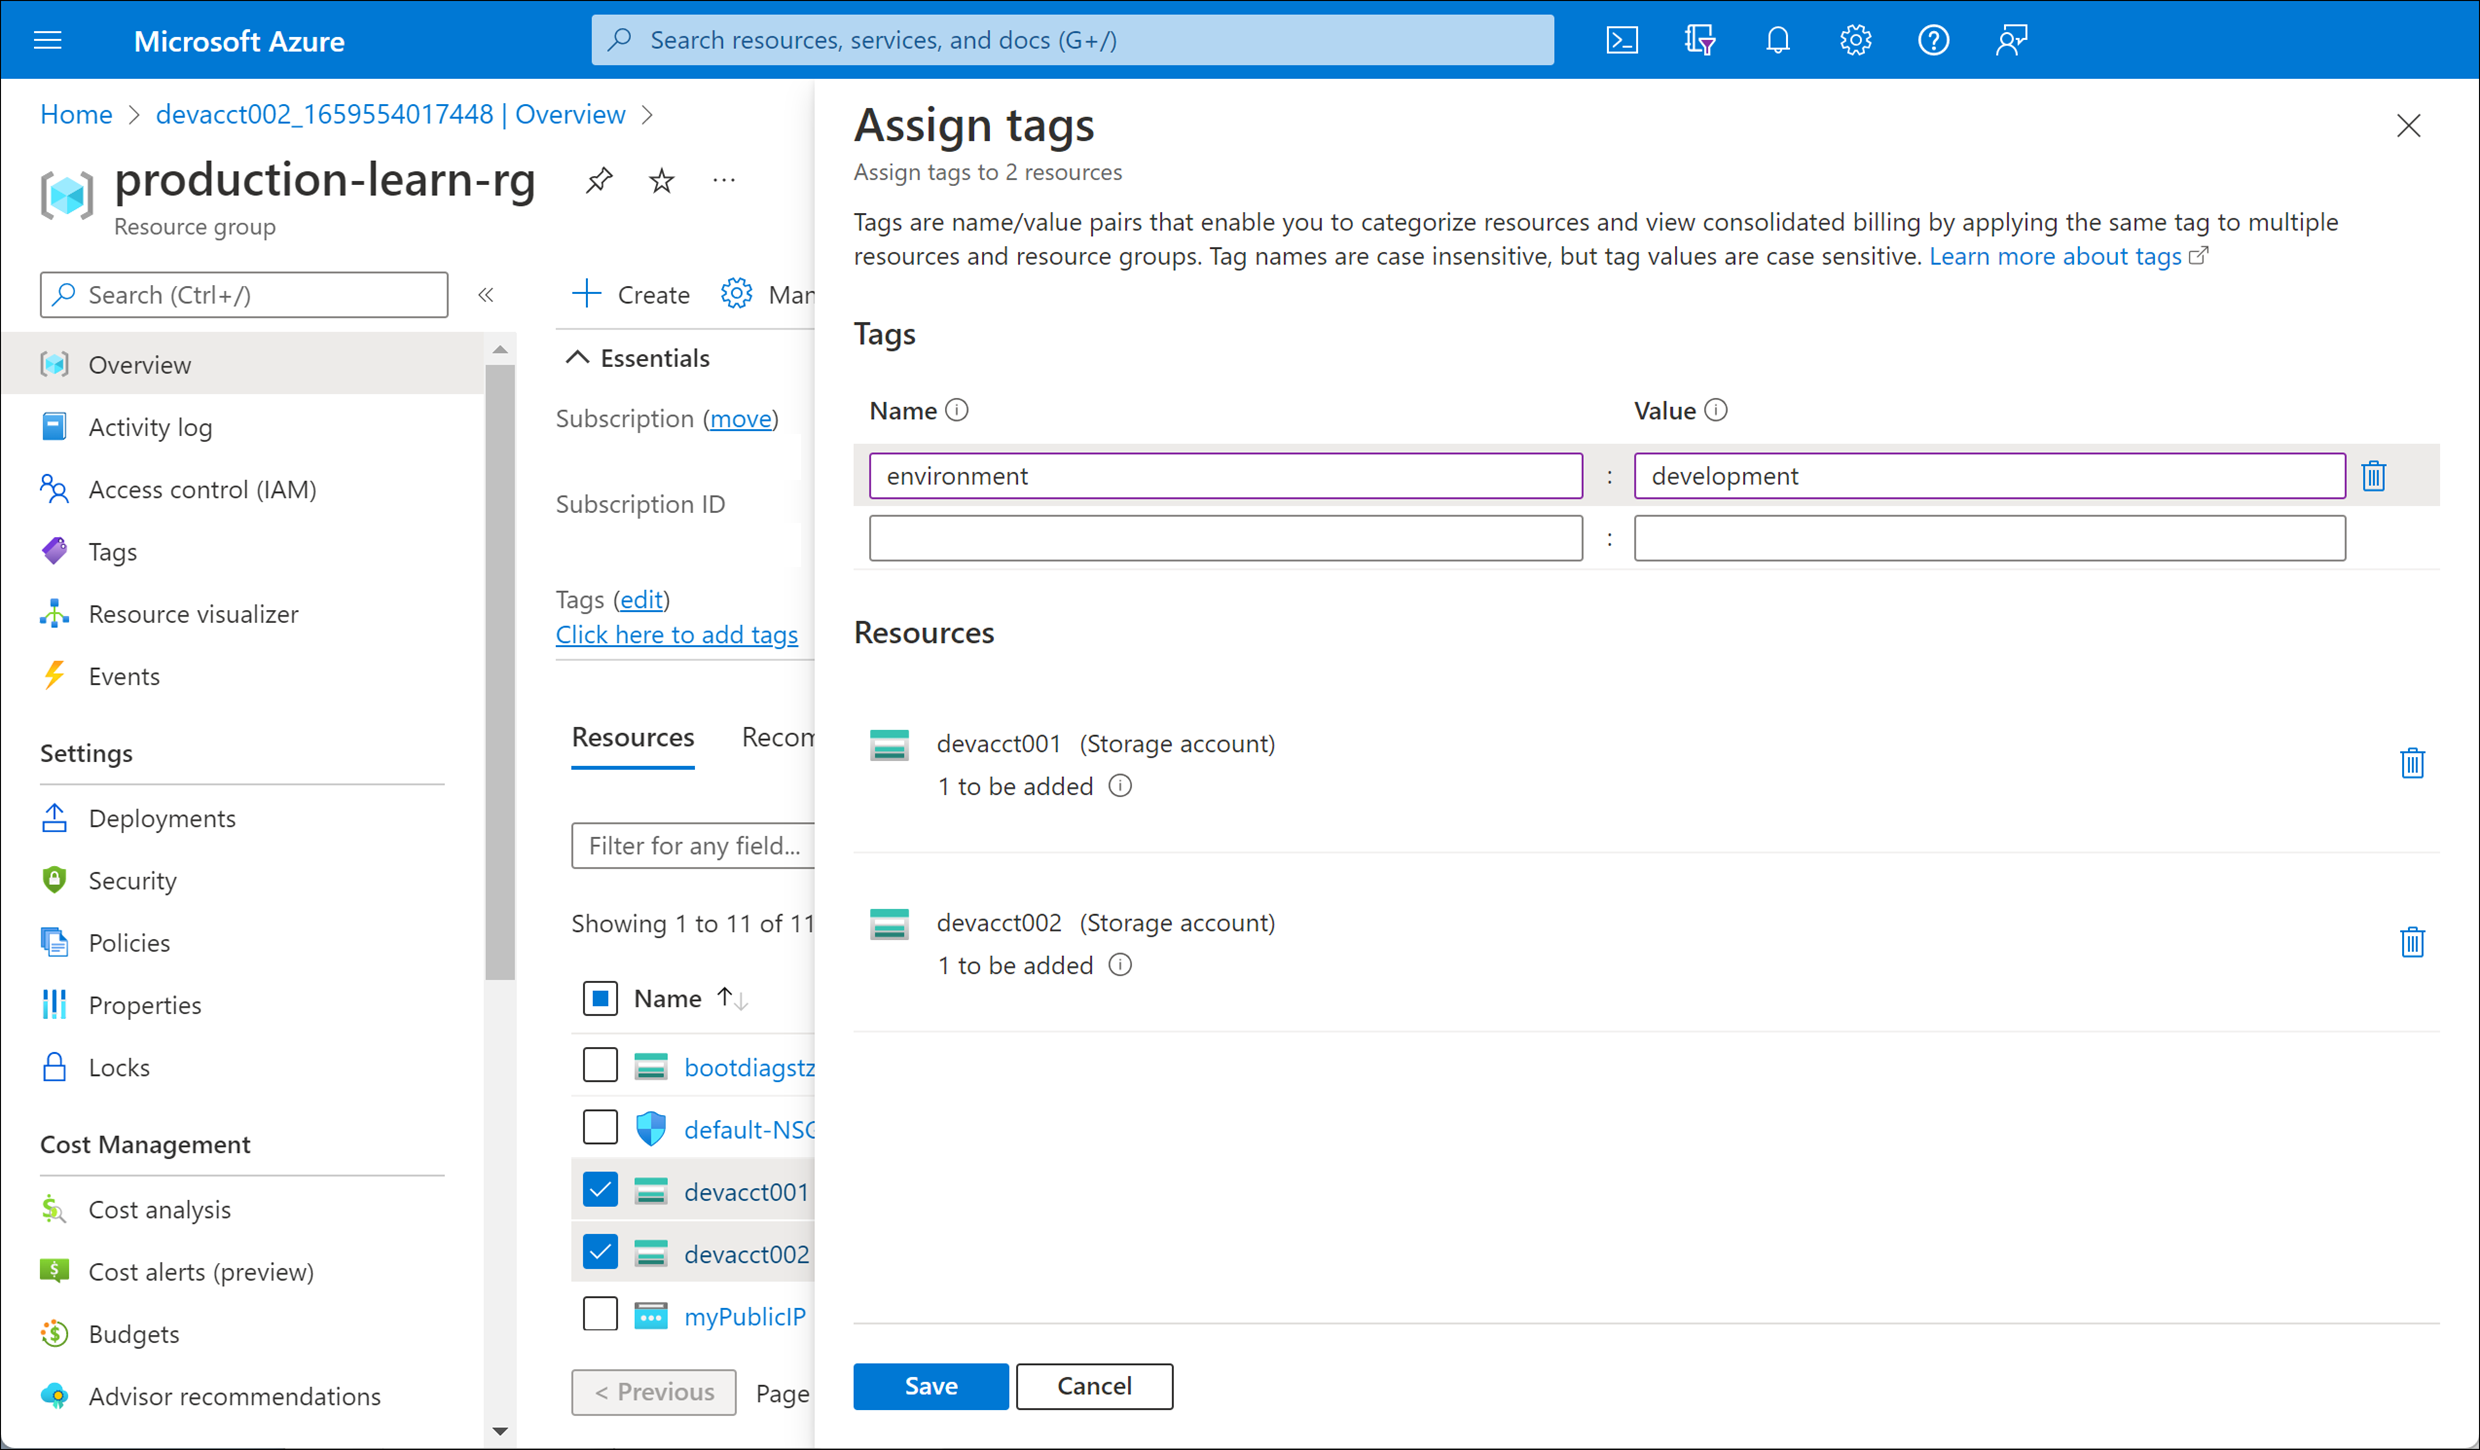 Microsoft Azure
Search resources, services, and docs (G+/)
Home > devacct002_1659554017448 | Overview >
production-learn-rg
Resource group
Search (Ctrl+/)
Overview
Activity log
Access control (IAM)
Tags
Resource visualizer
Events
Settings
Deployments
Security
Policies
Properties
Locks
Cost Management
Cost analysis
Cost alerts (preview)
Budgets
Advisor recommendations
Create
Man
Essentials
Subscription (move)
Subscription ID
Tags (edit)
Click here to add tags
Resources
Recom
Filter for any field...
Showing 1 to 11 of 11
Name
bootdiagstz
default-NSG
devacct001
devacct002
myPublicIP
< Previous
Page
Assign tags
Assign tags to 2 resources
Tags are name/value pairs that enable you to categorize resources and view consolidated billing by applying the same tag to multiple
resources and resource groups. Tag names are case insensitive, but tag values are case sensitive. Learn more about tags
Tags
Name
Value
environment : development
:
Resources
devacct001 (Storage account)
1 to be added
devacct002 (Storage account)
1 to be added
Save
Cancel